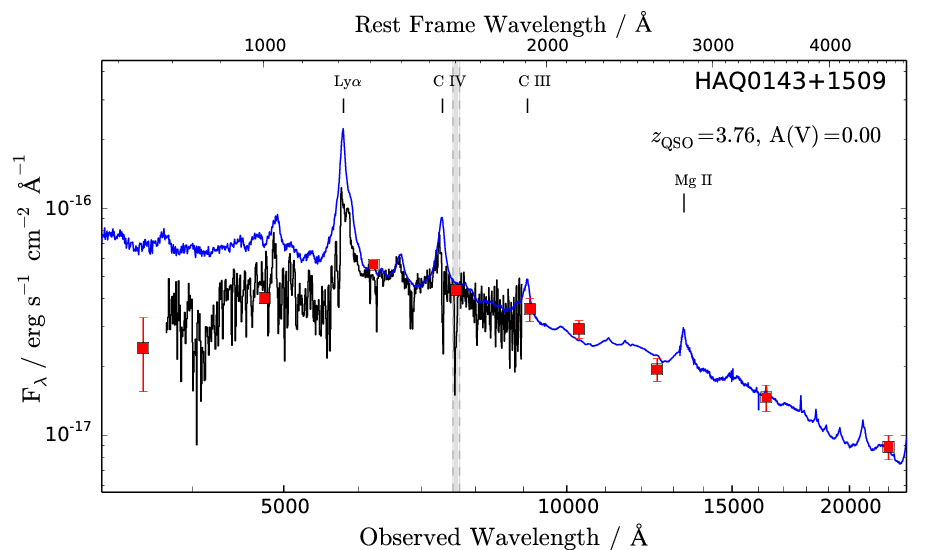 Rest Frame Wavelength / Å
1000 2000 3000 4000
Lyα C IV C III
HAQ0143+1509
z_QSO=3.76, A(V)=0.00
Mg II
F_λ / erg s^−1 cm^−2 Å^−1
10^-16
10^-17
5000 10000 15000 20000
Observed Wavelength / Å